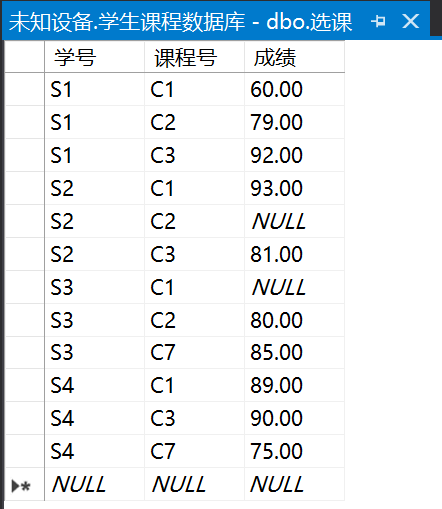 未知设备.学生课程数据库 - dbo.选课
学号 课程号 成绩
S1 C1 60.00
S1 C2 79.00
S1 C3 92.00
S2 C1 93.00
S2 C2 NULL
S2 C3 81.00
S3 C1 NULL
S3 C2 80.00
S3 C7 85.00
S4 C1 89.00
S4 C3 90.00
S4 C7 75.00
NULL NULL NULL